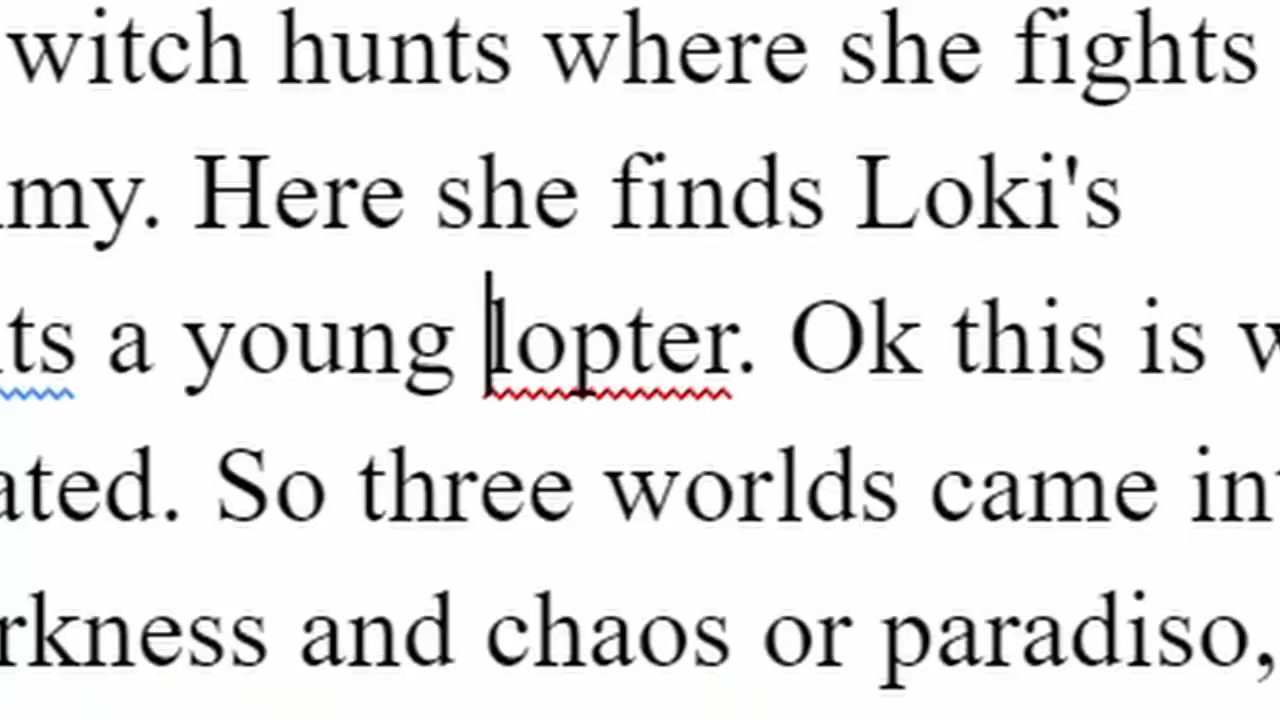 witch hunts where she fights
my. Here she finds Loki's
ts a young lopter. Ok this is
ated. So three worlds came in
rkness and chaos or paradiso,